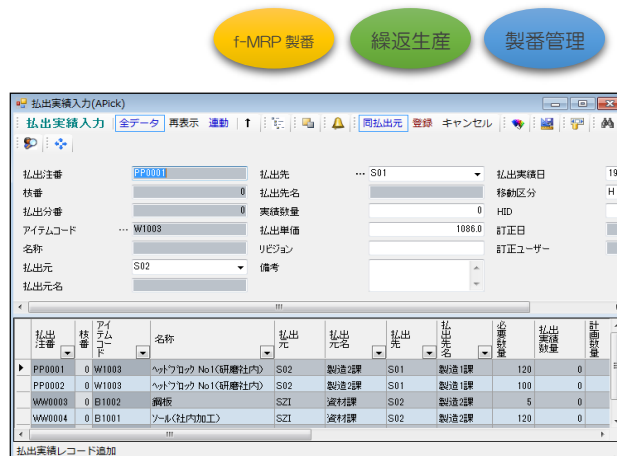 f-MRP 製番 繰返生産 製番管理
払出実績入力(APick)
払出実績入力 全データ 再表示 連動 同払出元 登録 キャンセル
払出注番 PP0001 払出先 … S01 払出実績日 19
枝番 0 払出先名 移動区分 H
払出分番 0 実績数量 0 HID
アイテムコード … W1003 払出単価 1086.0 訂正日
名称 リビジョン 訂正ユーザー
払出元 S02 備考
払出元名
払出注番 枝番 アイテムコード 名称 払出元 払出元名 払出先 払出先名 必要数量 払出実績数量 計画数量
PP0001 0 W1003 ヘッドブロック No1(研磨社内) S02 製造2課 S01 製造1課 120 0
PP0002 0 W1003 ヘッドブロック No1(研磨社内) S02 製造2課 S01 製造1課 100 0
WW0003 0 B1002 鋼板 SZI 資材課 S02 製造2課 5 0
WW0004 0 B1001 ツール(社内加工) SZI 資材課 S02 製造2課 120 0
払出実績レコード追加